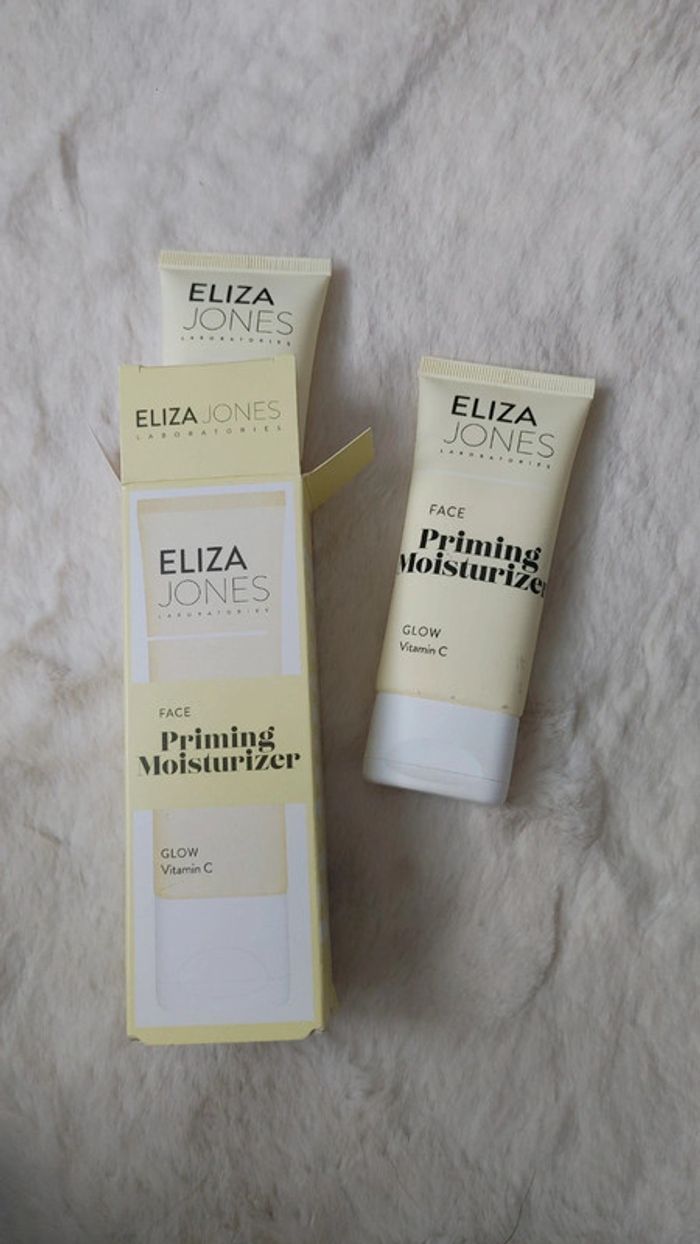 ELIZA
JONES
LABORATORIES
ELIZA JONES
LABORATORIES
ELIZA
JONES
LABORATORIES
FACE
Priming
Moisturizer
GLOW
Vitamin C
ELIZA
JONES
LABORATORIES
FACE
Priming
Moisturizer
GLOW
Vitamin C